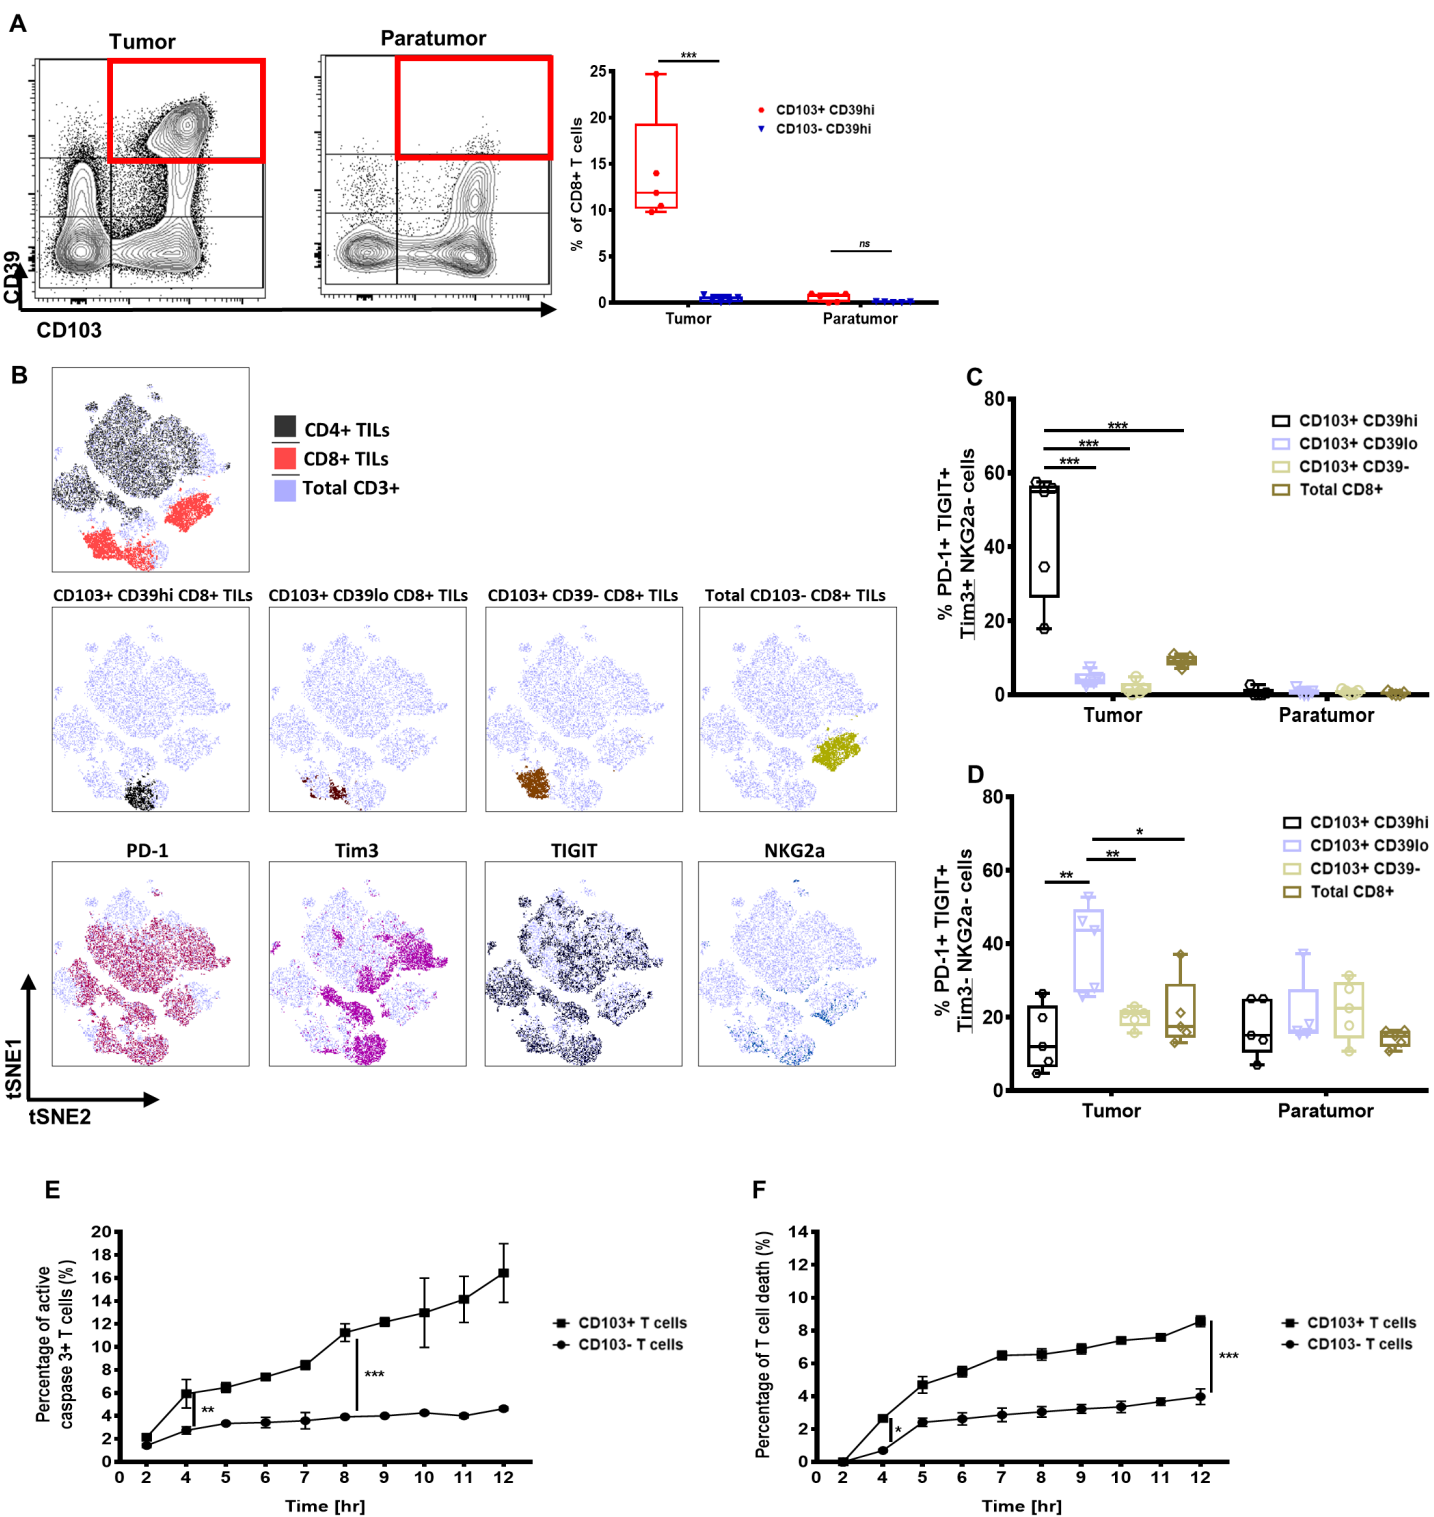 A
Tumor
Paratumor
CD39
CD103
% of CD8+ T cells
25
20
15
10
5
0
***
ns
CD103+ CD39hi
CD103- CD39hi
Tumor
Paratumor
B
CD4+ TILs
CD8+ TILs
Total CD3+
CD103+ CD39hi CD8+ TILs
CD103+ CD39lo CD8+ TILs
CD103+ CD39- CD8+ TILs
Total CD103- CD8+ TILs
PD-1
Tim3
TIGIT
NKG2a
tSNE1
tSNE2
C
% PD-1+ TIGIT+
Tim3+ NKG2a- cells
80
60
40
20
0
***
***
***
CD103+ CD39hi
CD103+ CD39lo
CD103+ CD39-
Total CD8+
Tumor
Paratumor
D
% PD-1+ TIGIT+
Tim3- NKG2a- cells
80
60
40
20
0
*
**
**
CD103+ CD39hi
CD103+ CD39lo
CD103+ CD39-
Total CD8+
Tumor
Paratumor
E
Percentage of active
caspase 3+ T cells (%)
20
18
16
14
12
10
8
6
4
2
0
**
***
CD103+ T cells
CD103- T cells
0 2 4 5 6 7 8 9 10 11 12
Time [hr]
F
Percentage of T cell death (%)
14
12
10
8
6
4
2
0
*
***
CD103+ T cells
CD103- T cells
0 2 4 5 6 7 8 9 10 11 12
Time [hr]